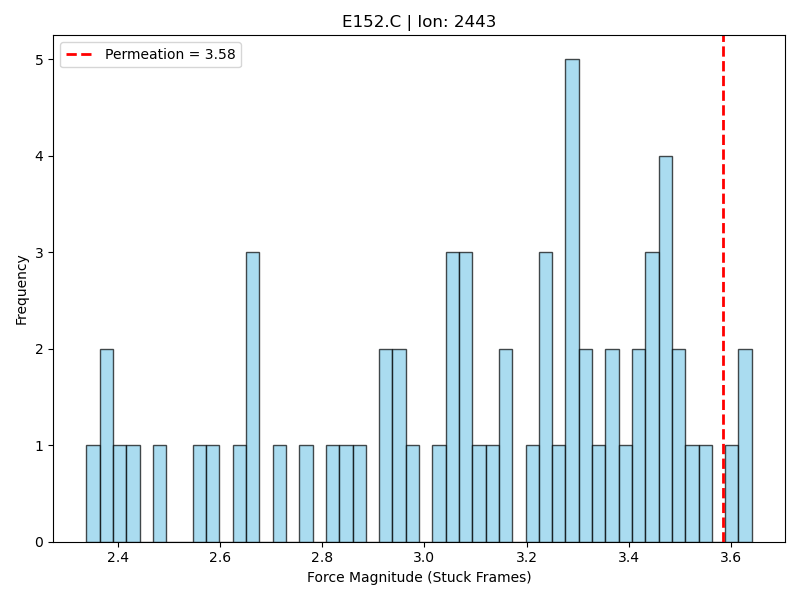 E152.C | Ion: 2443
Permeation = 3.58
5
4
3
2
1
0
Frequency
2.4 2.6 2.8 3.0 3.2 3.4 3.6
Force Magnitude (Stuck Frames)